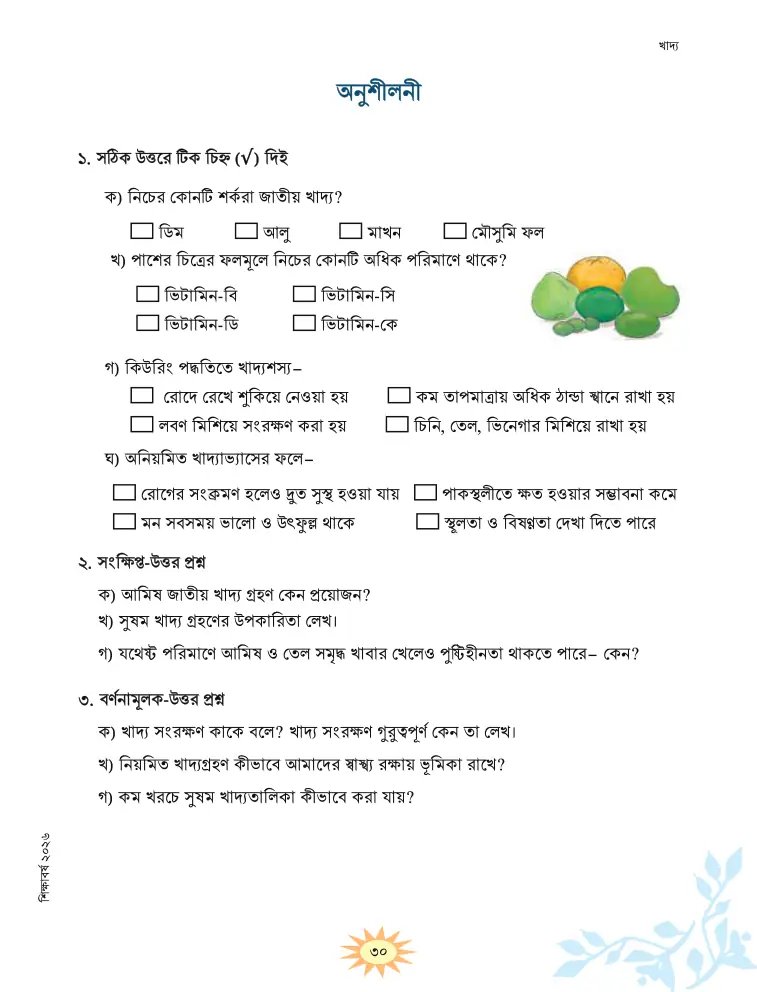 খাদ্য
অনুশীলনী
১. সঠিক উত্তরে টিক চিহ্ন (√) দিই
ক) নিচের কোনটি শর্করা জাতীয় খাদ্য?
ডিম আলু মাখন মৌসুমি ফল
খ) পাশের চিত্রের ফলমূলে নিচের কোনটি অধিক পরিমাণে থাকে?
ভিটামিন-বি ভিটামিন-সি
ভিটামিন-ডি ভিটামিন-কে
গ) কিউরিং পদ্ধতিতে খাদ্যশস্য–
রোদে রেখে শুকিয়ে নেওয়া হয় কম তাপমাত্রায় অধিক ঠান্ডা স্থানে রাখা হয়
লবণ মিশিয়ে সংরক্ষণ করা হয় চিনি, তেল, ভিনেগার মিশিয়ে রাখা হয়
ঘ) অনিয়মিত খাদ্যাভ্যাসের ফলে–
রোগের সংক্রমণ হলেও দ্রুত সুস্থ হওয়া যায় পাকস্থলীতে ক্ষত হওয়ার সম্ভাবনা কমে
মন সবসময় ভালো ও উৎফুল্ল থাকে স্থূলতা ও বিষণ্ণতা দেখা দিতে পারে
২. সংক্ষিপ্ত-উত্তর প্রশ্ন
ক) আমিষ জাতীয় খাদ্য গ্রহণ কেন প্রয়োজন?
খ) সুষম খাদ্য গ্রহণের উপকারিতা লেখ।
গ) যথেষ্ট পরিমাণে আমিষ ও তেল সমৃদ্ধ খাবার খেলেও পুষ্টিহীনতা থাকতে পারে– কেন?
৩. বর্ণনামূলক-উত্তর প্রশ্ন
ক) খাদ্য সংরক্ষণ কাকে বলে? খাদ্য সংরক্ষণ গুরুত্বপূর্ণ কেন তা লেখ।
খ) নিয়মিত খাদ্যগ্রহণ কীভাবে আমাদের স্বাস্থ্য রক্ষায় ভূমিকা রাখে?
গ) কম খরচে সুষম খাদ্যতালিকা কীভাবে করা যায়?
শিক্ষাবর্ষ ২০২৬
৩০